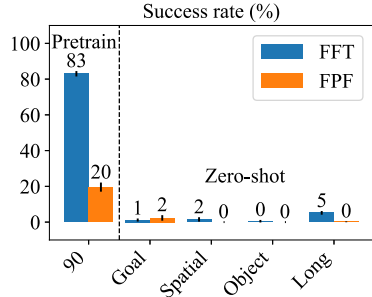 Success rate (%)
Pretrain
FFT
FPF
100
80
60
40
20
0
83
20
Zero-shot
1
2
2
0
0
0
5
0
90
Goal
Spatial
Object
Long